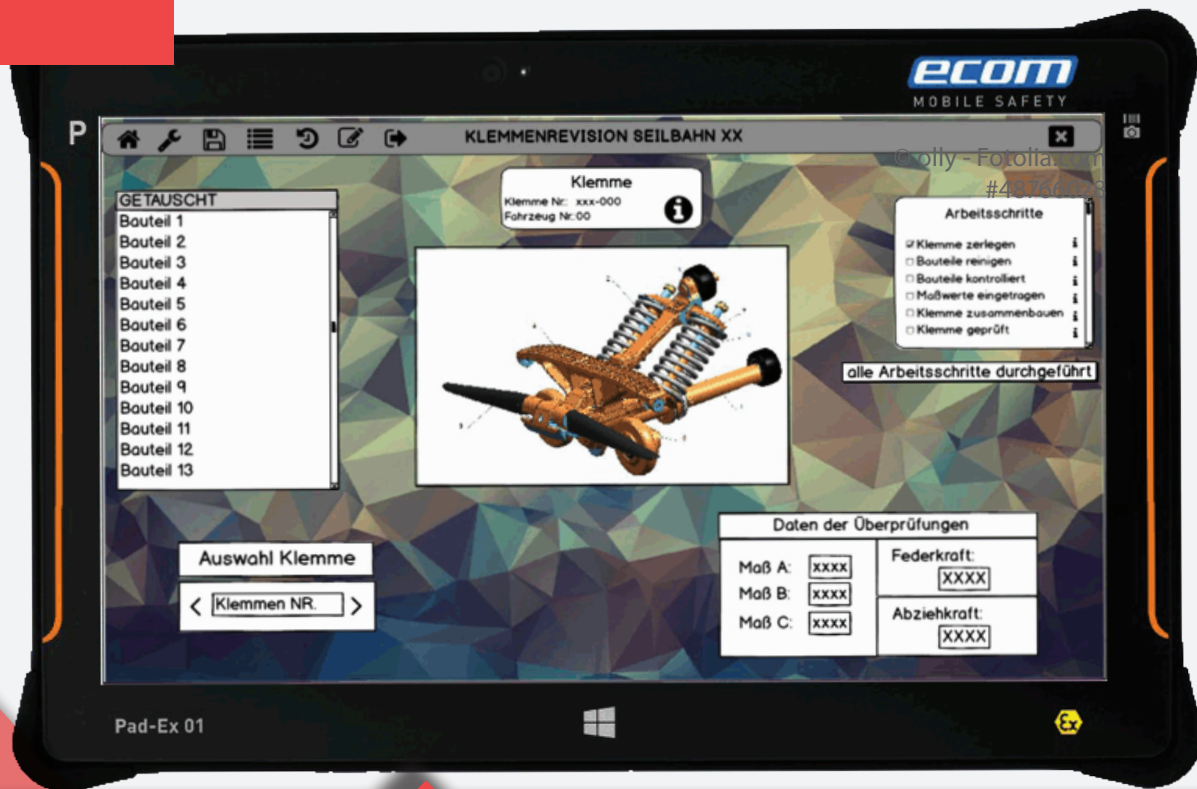 ecom
MOBILE SAFETY
P
KLEMMENREVISION SEILBAHN XX
© olly - Fotolia.com
GETAUSCHT
Bauteil 1
Bauteil 2
Bauteil 3
Bauteil 4
Bauteil 5
Bauteil 6
Bauteil 7
Bauteil 8
Bauteil 9
Bauteil 10
Bauteil 11
Bauteil 12
Bauteil 13
Klemme
Klemme Nr.: xxx-000
Fahrzeug Nr.:00
Arbeitsschritte
Klemme zerlegen
Bauteile reinigen
Bauteile kontrolliert
Maßwerte eingetragen
Klemme zusammenbauen
Klemme geprüft
alle Arbeitsschritte durchgeführt
Auswahl Klemme
< Klemmen NR. >
Daten der Überprüfungen
Maß A: xxxx
Maß B: xxxx
Maß C: xxxx
Federkraft:
XXXX
Abziehkraft:
XXXX
Pad-Ex 01
Ex